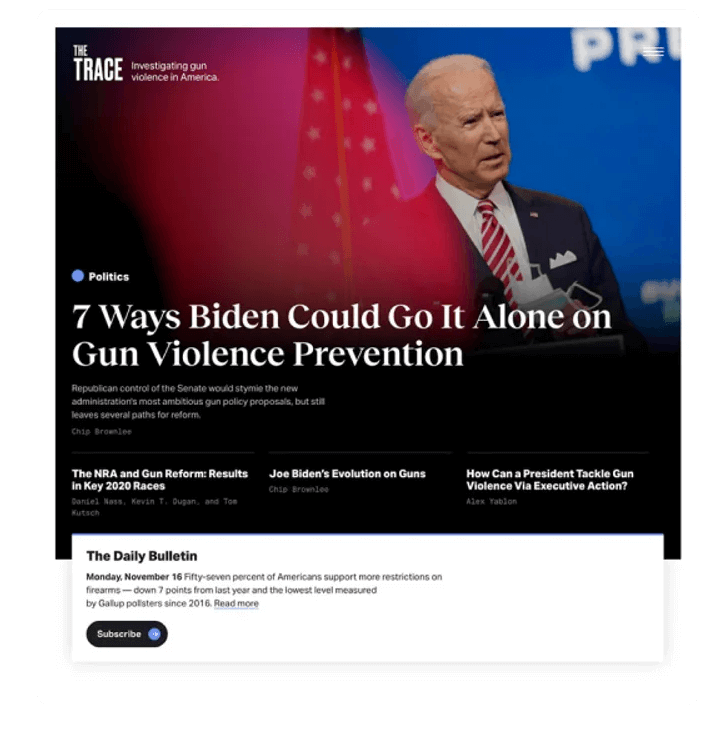 THE
TRACE
Investigating gun
violence in America.
PRI
Politics
7 Ways Biden Could Go It Alone on
Gun Violence Prevention
Republican control of the Senate would stymie the new
administration's most ambitious gun policy proposals, but still
leaves several paths for reform.
Chip Brownlee
The NRA and Gun Reform: Results
in Key 2020 Races
Daniel Nass, Kevin T. Dugan, and Tom
Kutsch
Joe Biden's Evolution on Guns
Chip Brownlee
How Can a President Tackle Gun
Violence Via Executive Action?
Alex Yablon
The Daily Bulletin
Monday, November 16 Fifty-seven percent of Americans support more restrictions on
firearms — down 7 points from last year and the lowest level measured
by Gallup pollsters since 2016. Read more
Subscribe